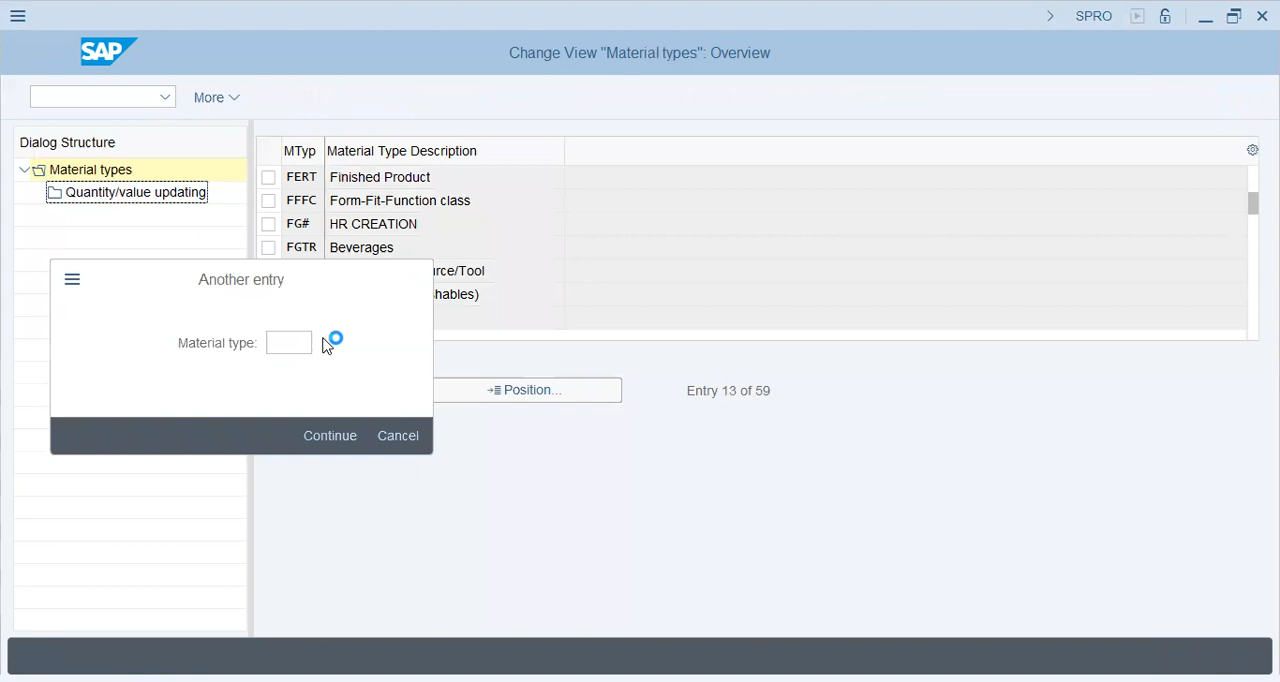 SPRO
SAP
Change View "Material types": Overview
More
Dialog Structure
Material types
Quantity/value updating
MTyp Material Type Description
FERT Finished Product
FFFC Form-Fit-Function class
FG# HR CREATION
FGTR Beverages
urce/Tool
hables)
Another entry
Material type:
Continue Cancel
Position...
Entry 13 of 59